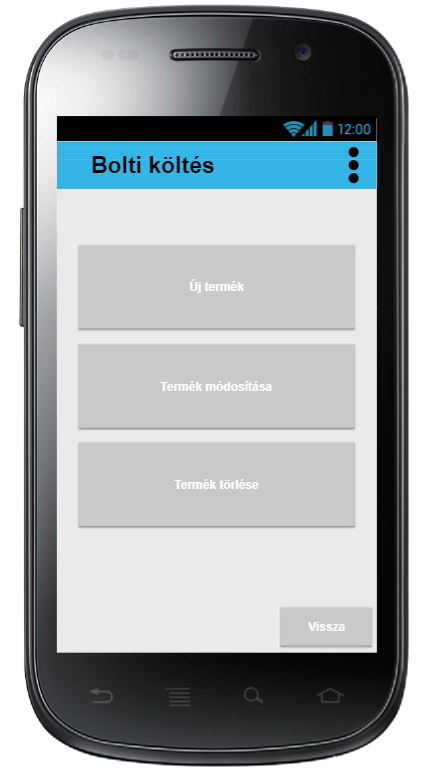 12:00
Bolti költés
Új termék
Termék módosítása
Termék törlése
Vissza